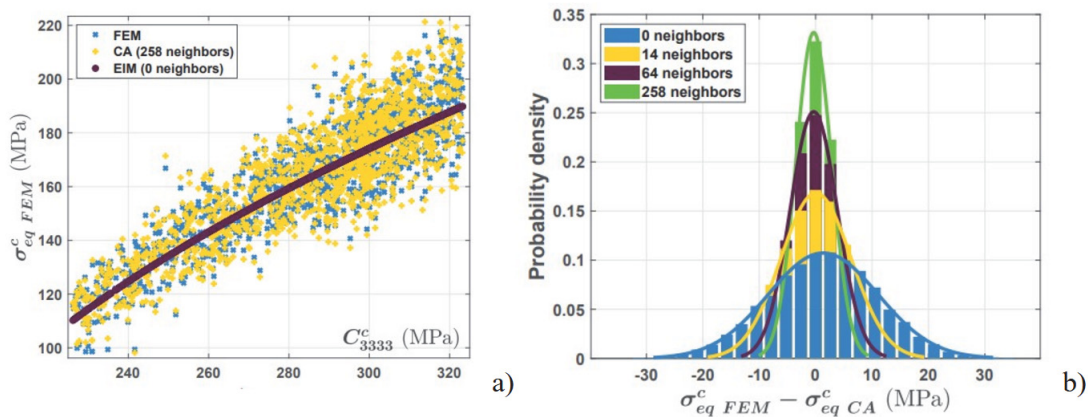 FEM
CA (258 neighbors)
EIM (0 neighbors)
220
200
180
160
140
120
100
σ^c_eq FEM (MPa)
C^c_3333 (MPa)
240
260
280
300
320
a)
0.35
0.3
0.25
0.2
0.15
0.1
0.05
0
Probability density
0 neighbors
14 neighbors
64 neighbors
258 neighbors
-30
-20
-10
0
10
20
30
σ^c_eq FEM − σ^c_eq CA (MPa)
b)